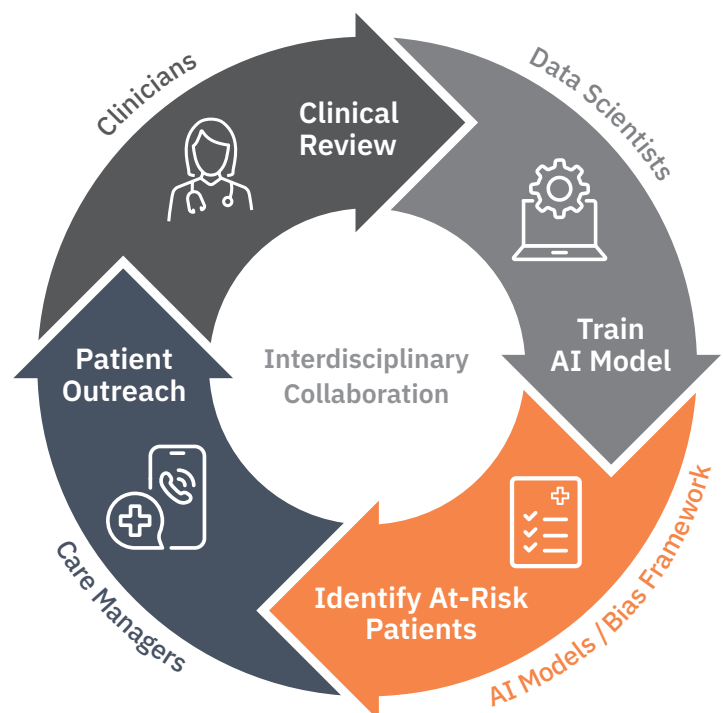 Clinicians
Clinical
Review
Data Scientists
Train
AI Model
AI Models / Bias Framework
Identify At-Risk
Patients
Care Managers
Patient
Outreach
Interdisciplinary
Collaboration